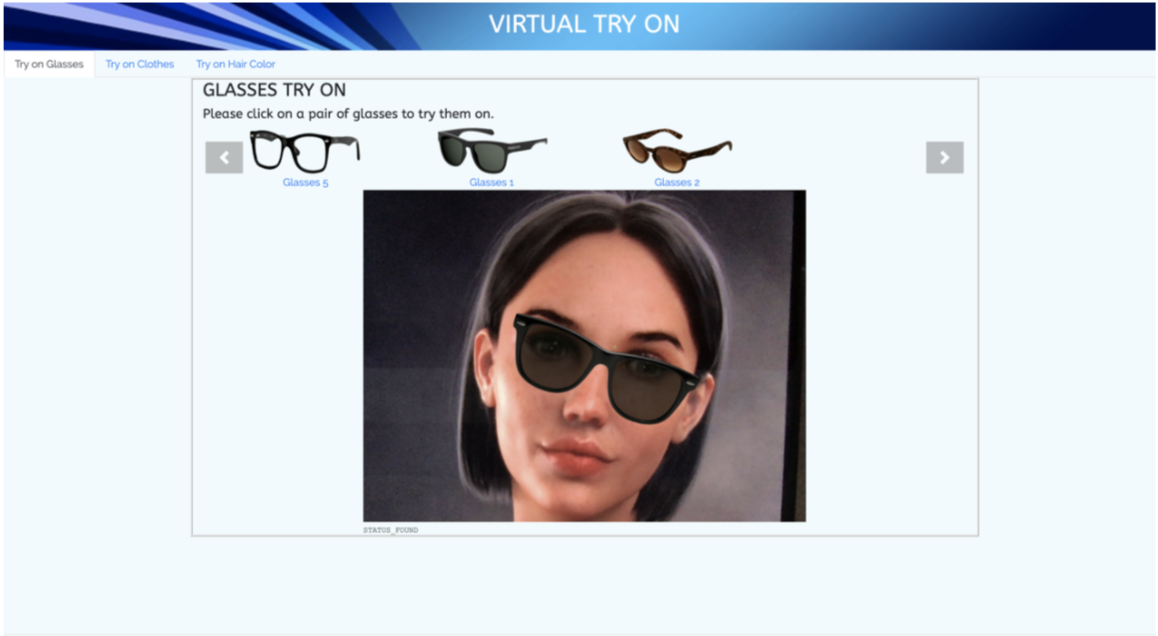 VIRTUAL TRY ON
Try on Glasses Try on Clothes Try on Hair Color
GLASSES TRY ON
Please click on a pair of glasses to try them on.
Glasses 5 Glasses 1 Glasses 2
STATUS_FOUND